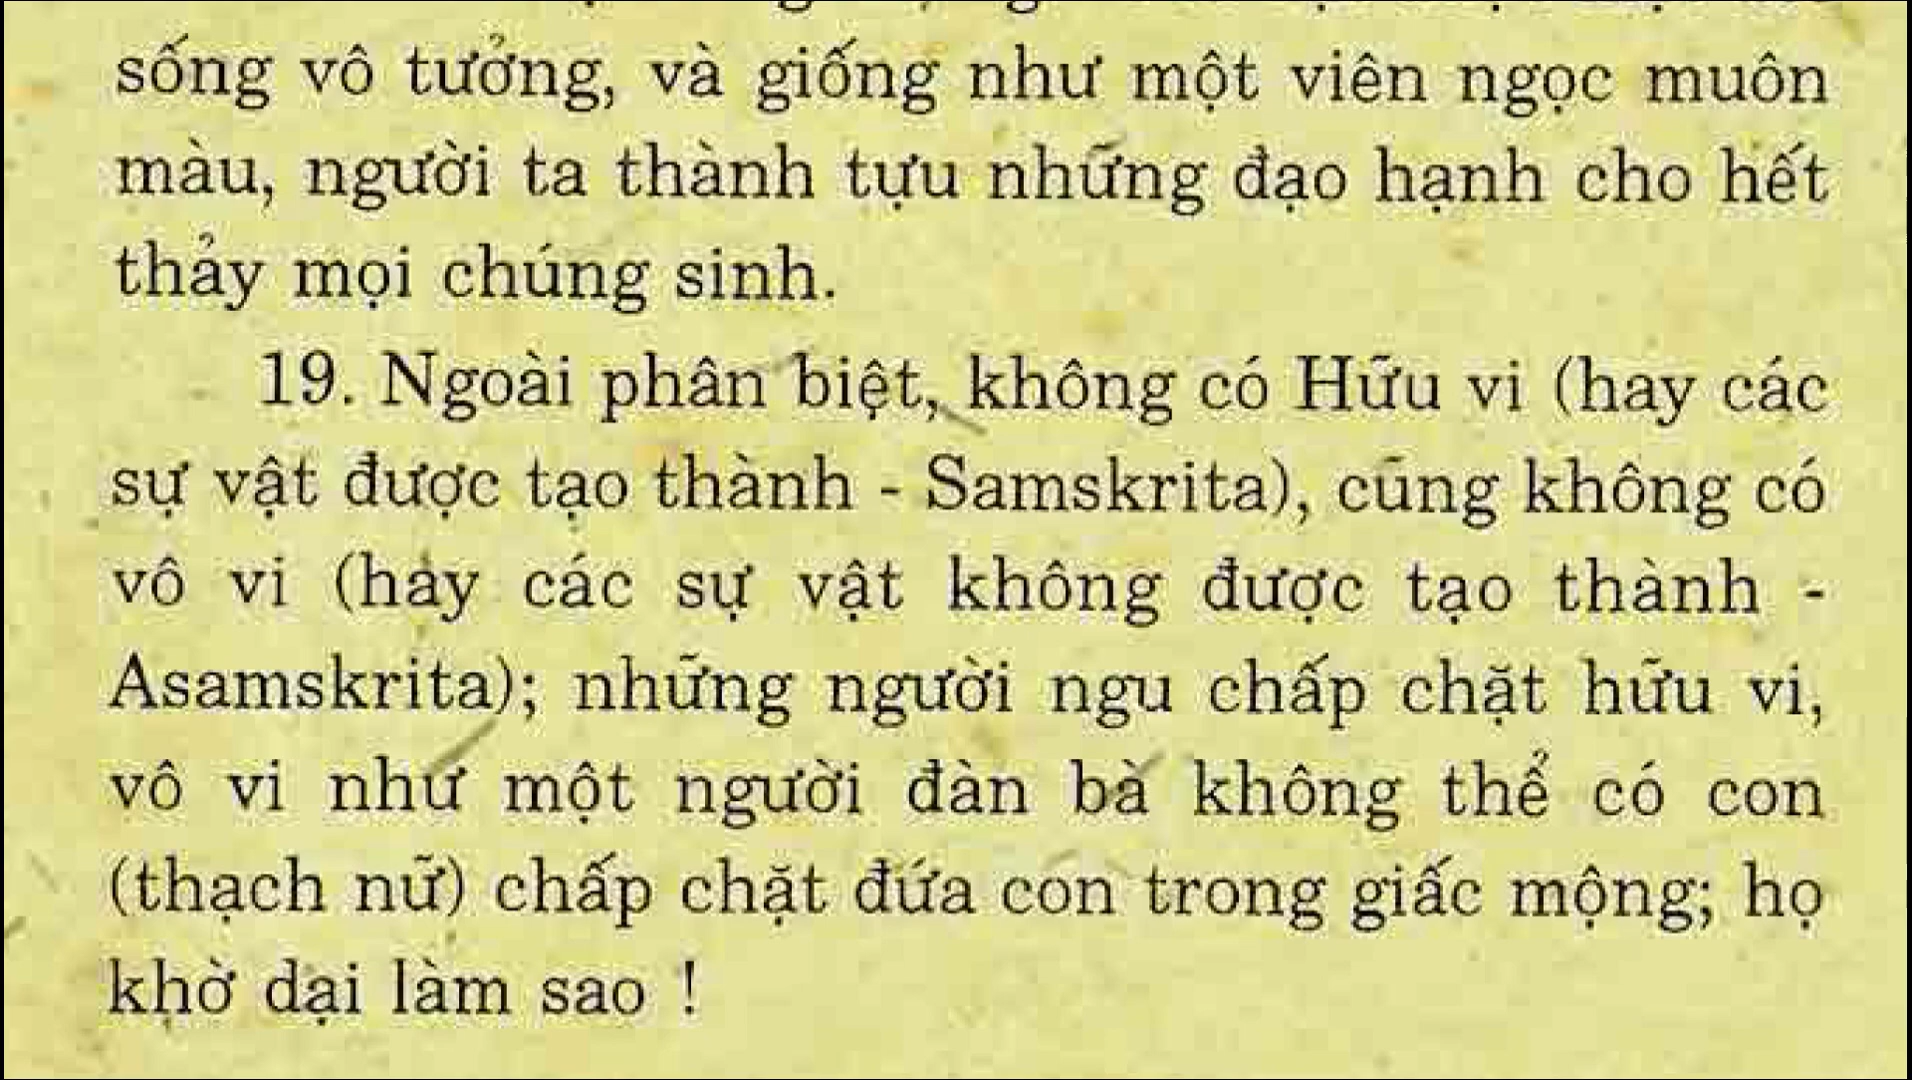 sống vô tưởng, và giống như một viên ngọc muôn
màu, người ta thành tựu những đạo hạnh cho hết
thảy mọi chúng sinh.
19. Ngoài phân biệt, không có Hữu vi (hay các
sự vật được tạo thành - Samskrita), cũng không có
vô vi (hay các sự vật không được tạo thành -
Asamskrita); những người ngu chấp chặt hữu vi,
vô vi như một người đàn bà không thể có con
(thạch nữ) chấp chặt đứa con trong giấc mộng; họ
khờ dại làm sao !